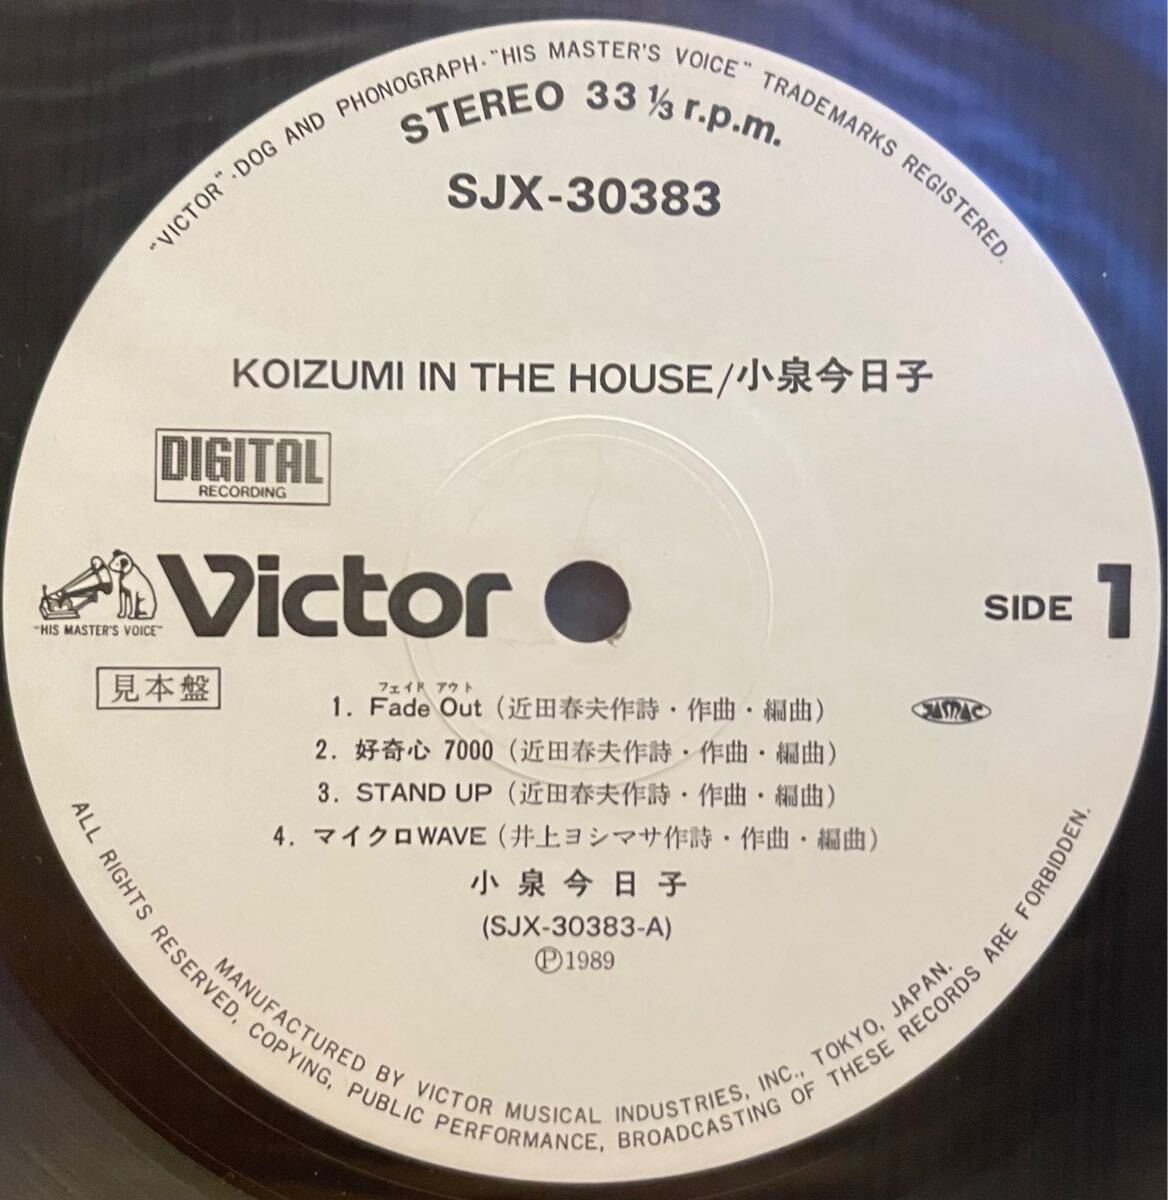 "VICTOR"·DOG AND PHONOGRAPH·"HIS MASTER'S VOICE" TRADEMARKS REGISTERED.
STEREO 33 1/3 r.p.m.
SJX-30383
KOIZUMI IN THE HOUSE/小泉今日子
DIGITAL
RECORDING
Victor
"HIS MASTER'S VOICE"
SIDE 1
見本盤
フェイド アウト
1. Fade Out (近田春夫作詩・作曲・編曲)
JASRAC
2. 好奇心 7000 (近田春夫作詩・作曲・編曲)
3. STAND UP (近田春夫作詩・作曲・編曲)
4. マイクロWAVE (井上ヨシマサ作詩・作曲・編曲)
小泉今日子
(SJX-30383-A)
Ⓟ1989
MANUFACTURED BY VICTOR MUSICAL INDUSTRIES, INC., TOKYO, JAPAN.
ALL RIGHTS RESERVED, COPYING, PUBLIC PERFORMANCE, BROADCASTING OF THESE RECORDS ARE FORBIDDEN.